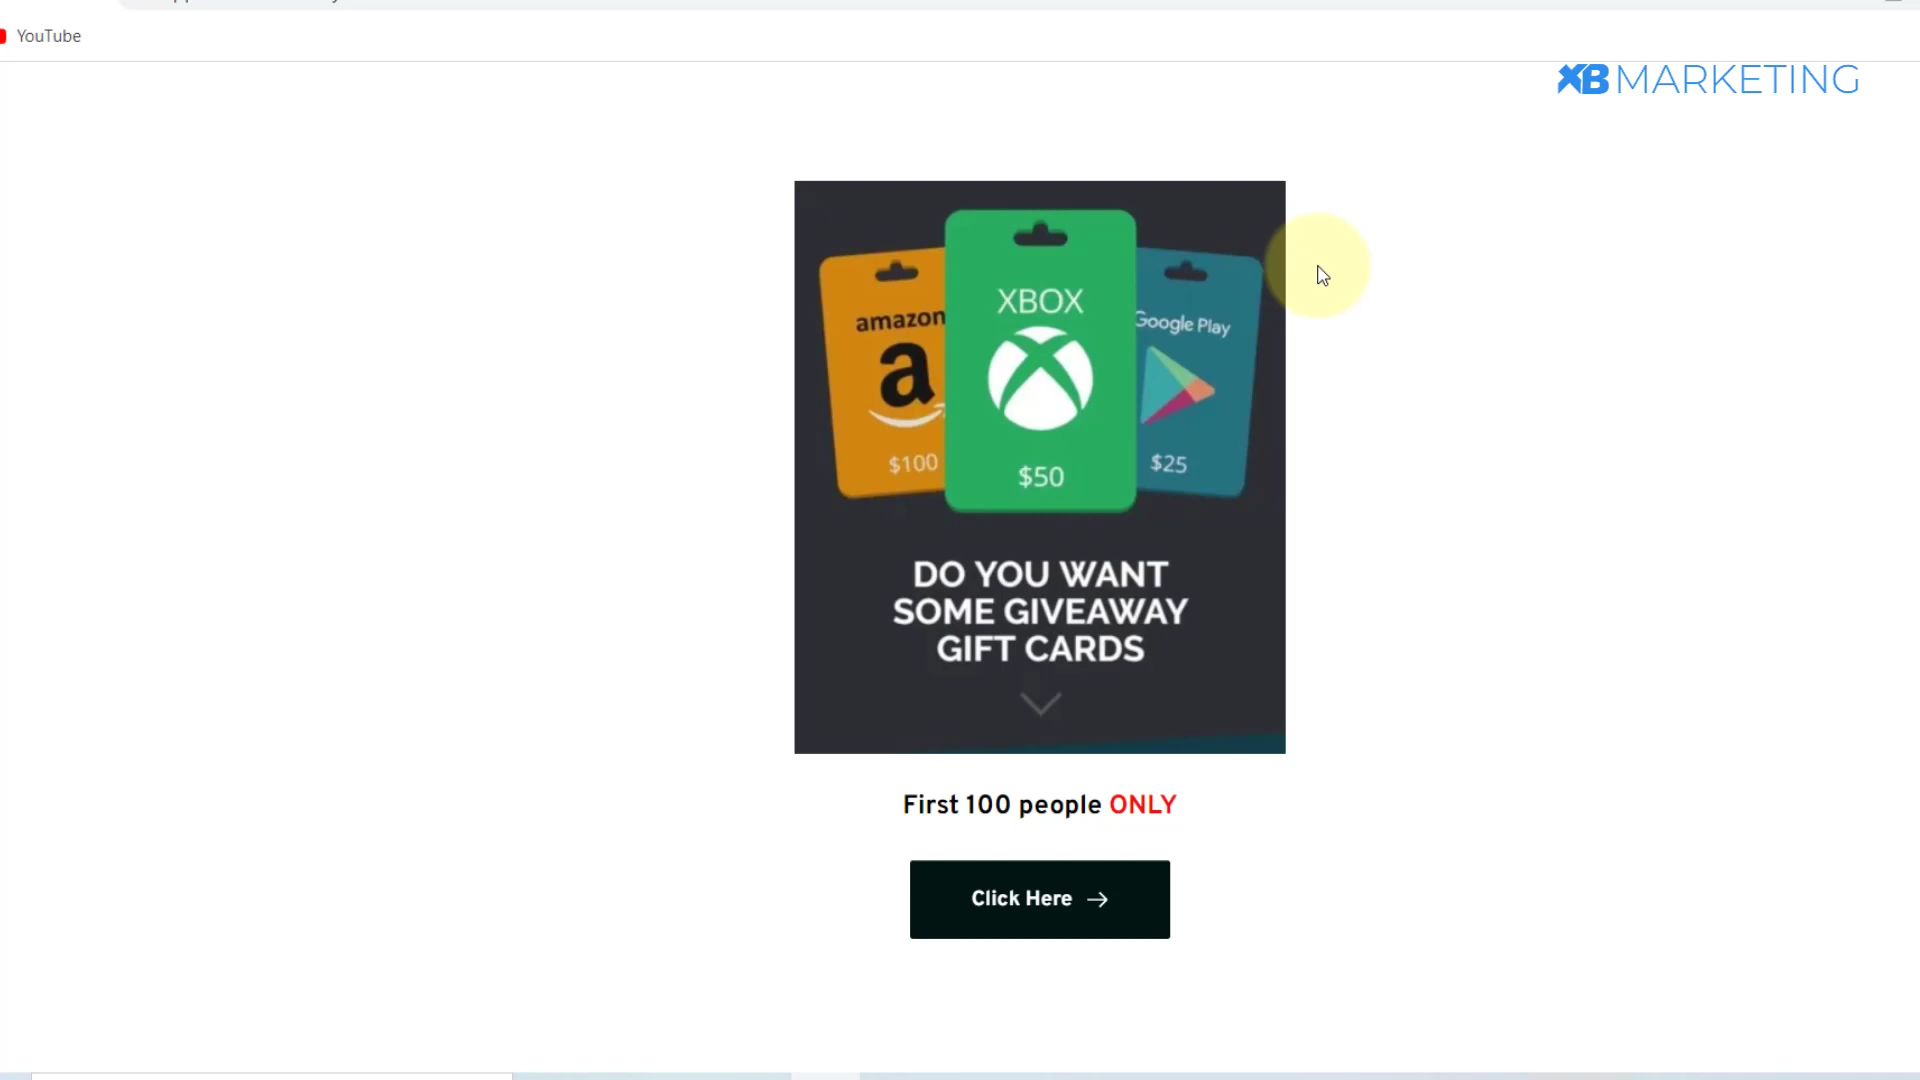 YouTube
XB MARKETING
amazon
$100
XBOX
$50
Google Play
$25
DO YOU WANT
SOME GIVEAWAY
GIFT CARDS
First 100 people ONLY
Click Here →